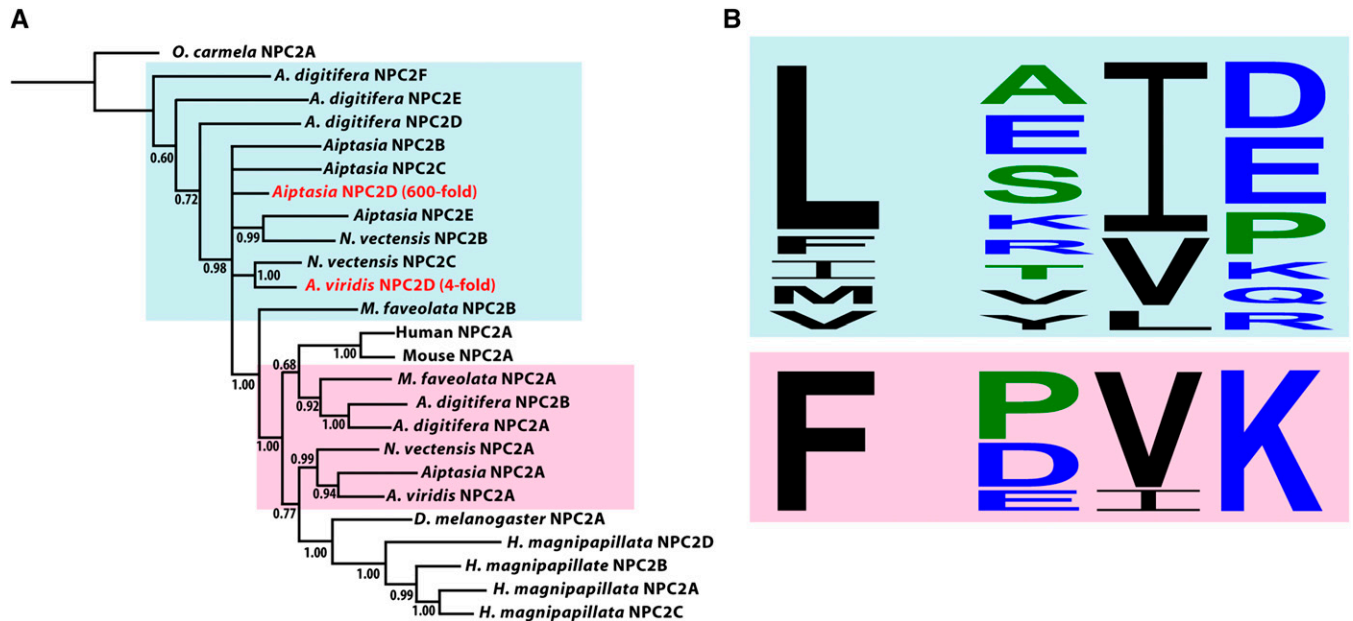 A
O. carmela NPC2A
A. digitifera NPC2F
A. digitifera NPC2E
0.60
A. digitifera NPC2D
Aiptasia NPC2B
0.72
Aiptasia NPC2C
Aiptasia NPC2D (600-fold)
Aiptasia NPC2E
0.99
N. vectensis NPC2B
0.98
N. vectensis NPC2C
1.00
A. viridis NPC2D (4-fold)
M. faveolata NPC2B
Human NPC2A
1.00
Mouse NPC2A
0.68
1.00
M. faveolata NPC2A
0.92
A. digitifera NPC2B
1.00
A. digitifera NPC2A
1.00
N. vectensis NPC2A
0.99
Aiptasia NPC2A
0.94
A. viridis NPC2A
0.77
D. melanogaster NPC2A
1.00
H. magnipapillata NPC2D
1.00
H. magnipapillate NPC2B
0.99
H. magnipapillata NPC2A
1.00
H. magnipapillata NPC2C
B
L A I D
F E V E
I S L P
M K K
V R Q
T R
V
Y
F P V K
D I
E